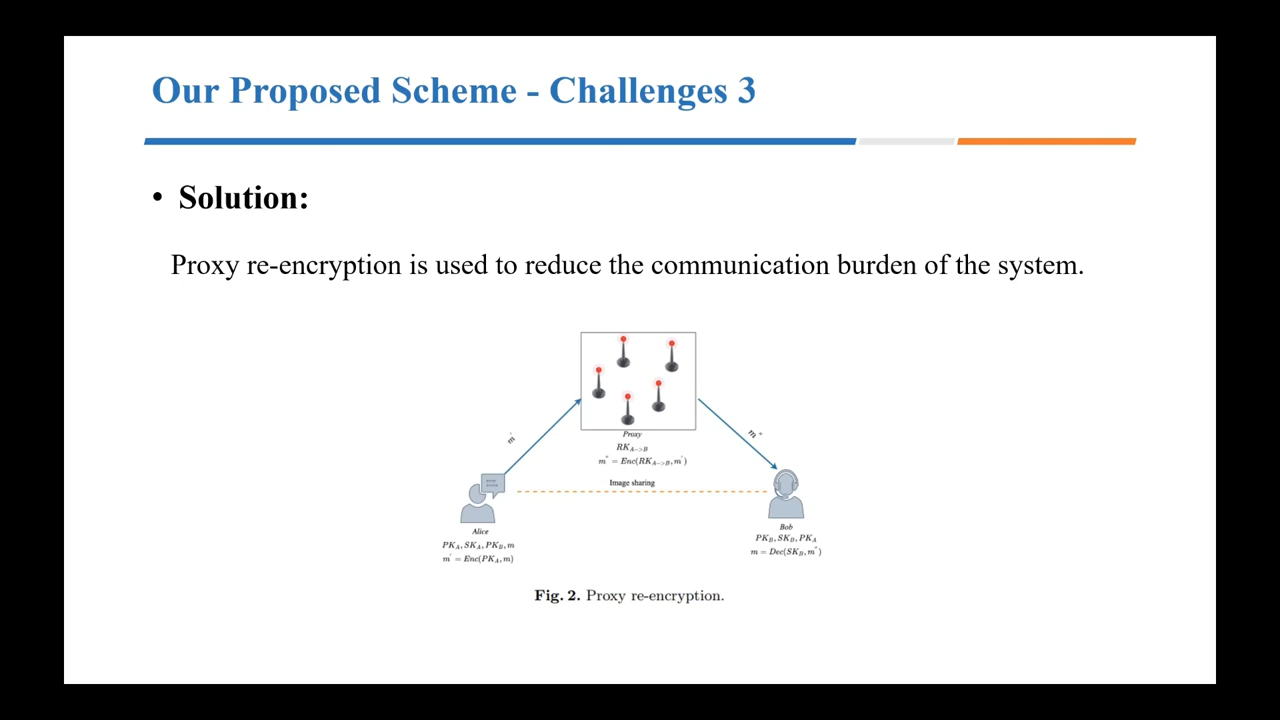 Our Proposed Scheme - Challenges 3
• Solution:
Proxy re-encryption is used to reduce the communication burden of the system.
m'
m''
Proxy
RK_{A->B}
m'' = Enc(RK_{A->B}, m')
Image sharing
Alice
PK_A, SK_A, PK_B, m
m' = Enc(PK_A, m)
Bob
PK_B, SK_B, PK_A
m = Dec(SK_B, m'')
Fig. 2. Proxy re-encryption.